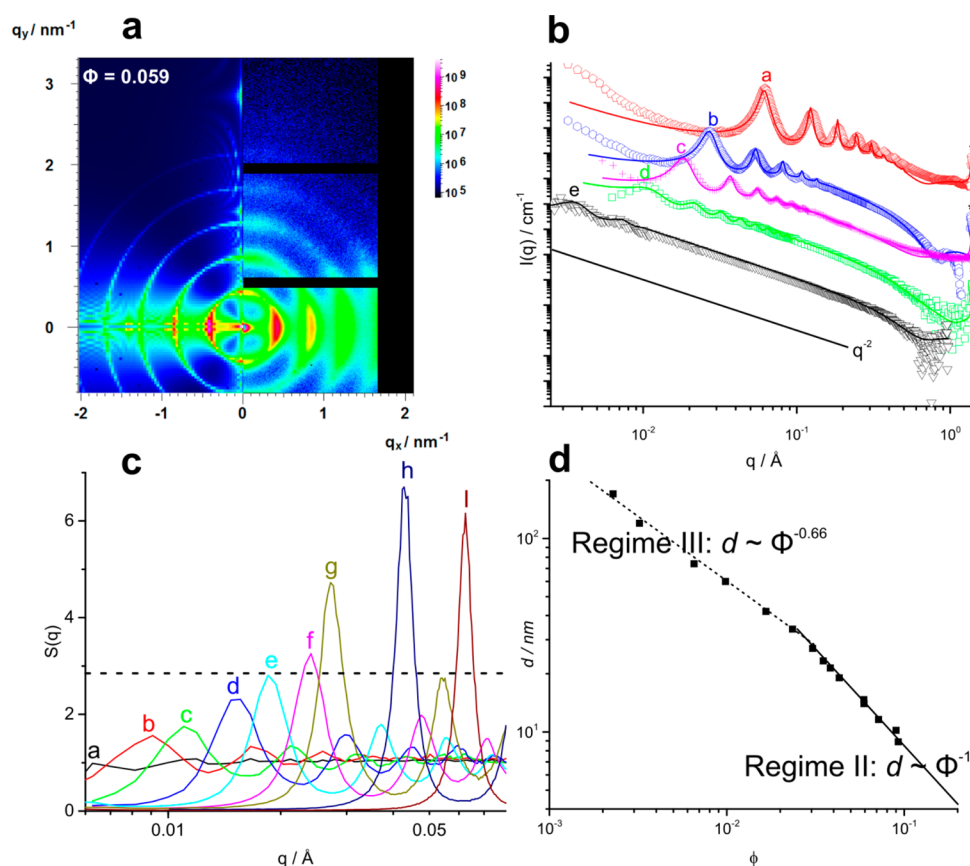 q_y / nm⁻¹
a
Φ = 0.059
3
2
1
0
-2
-1
0
1
2
q_x / nm⁻¹
10⁹
10⁸
10⁷
10⁶
10⁵
b
a
b
c
d
e
q⁻²
I(q) / cm⁻¹
10⁻²
10⁻¹
10⁰
q / Å
c
h
l
g
f
e
d
c
b
a
S(q)
6
4
2
0
0.01
0.05
q / Å
d
Regime III: d ~ Φ⁻⁰·⁶⁶
Regime II: d ~ Φ⁻¹
d / nm
10²
10¹
10⁻³
10⁻²
10⁻¹
ϕ